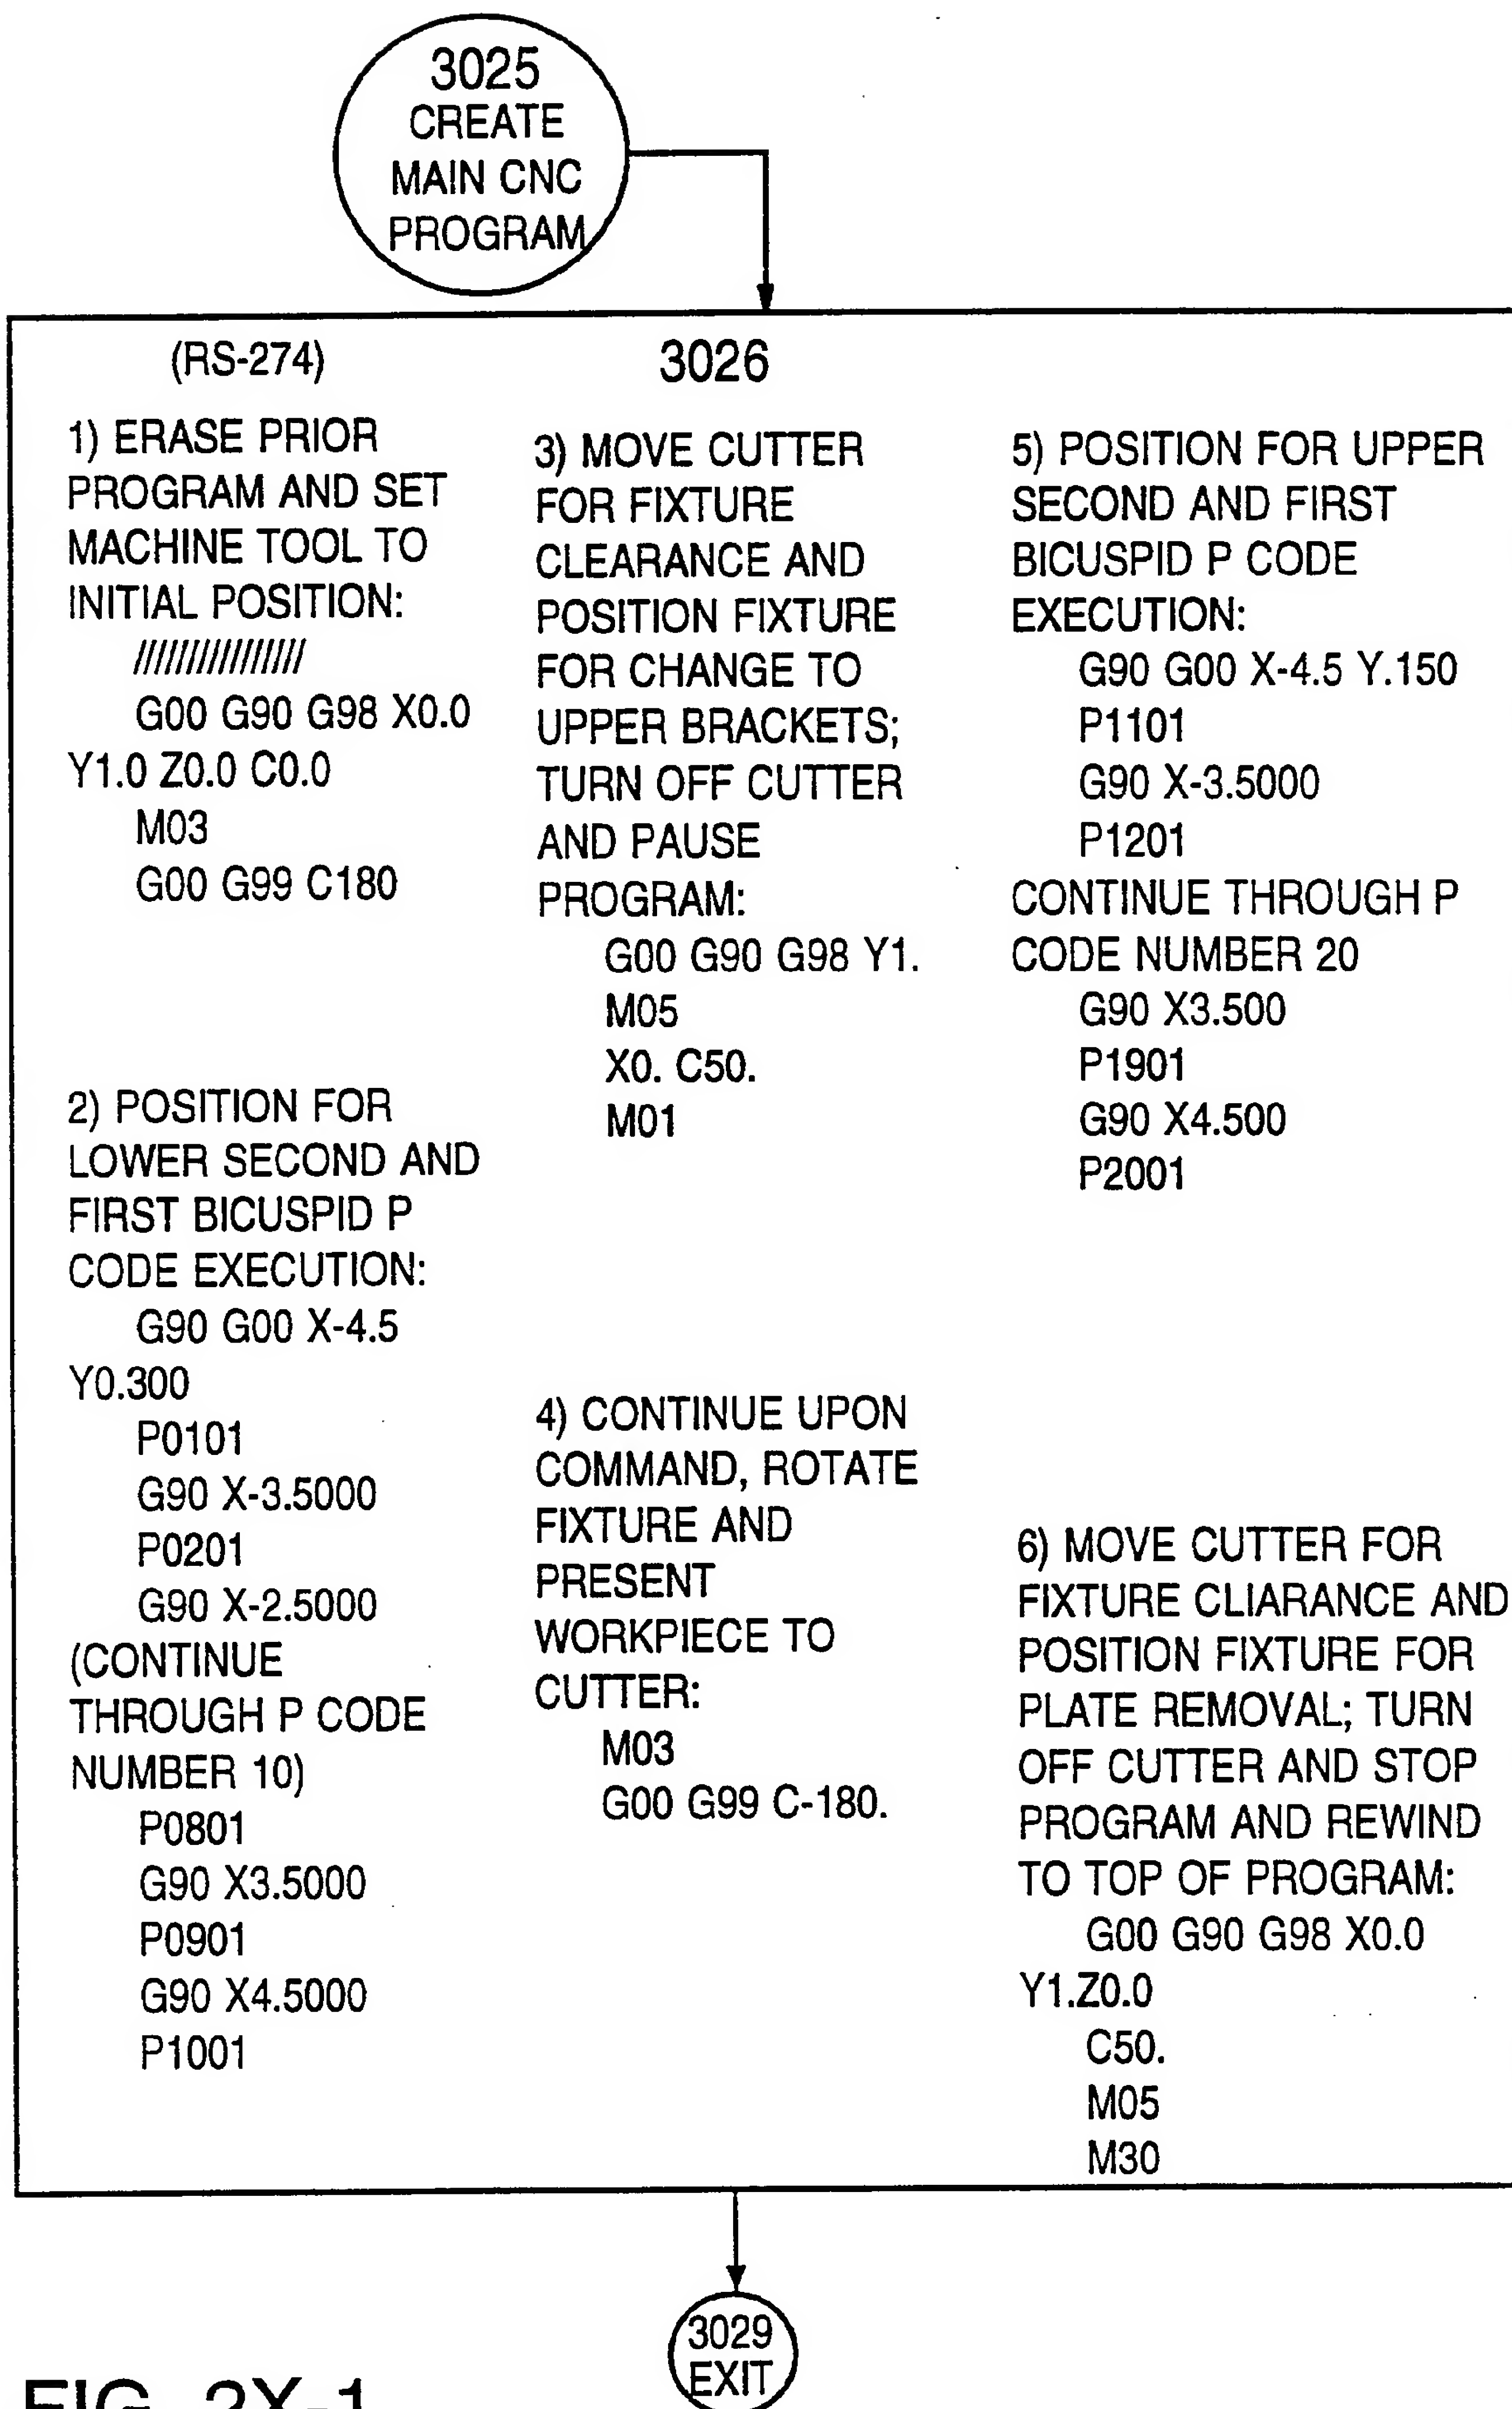 3025
CREATE
MAIN CNC
PROGRAM
(RS-274)
3026
1) ERASE PRIOR
PROGRAM AND SET
MACHINE TOOL TO
INITIAL POSITION:
////////////////
G00 G90 G98 X0.0
Y1.0 Z0.0 C0.0
M03
G00 G99 C180
2) POSITION FOR
LOWER SECOND AND
FIRST BICUSPID P
CODE EXECUTION:
G90 G00 X-4.5
Y0.300
P0101
G90 X-3.5000
P0201
G90 X-2.5000
(CONTINUE
THROUGH P CODE
NUMBER 10)
P0801
G90 X3.5000
P0901
G90 X4.5000
P1001
3) MOVE CUTTER
FOR FIXTURE
CLEARANCE AND
POSITION FIXTURE
FOR CHANGE TO
UPPER BRACKETS;
TURN OFF CUTTER
AND PAUSE
PROGRAM:
G00 G90 G98 Y1.
M05
X0. C50.
M01
4) CONTINUE UPON
COMMAND, ROTATE
FIXTURE AND
PRESENT
WORKPIECE TO
CUTTER:
M03
G00 G99 C-180.
5) POSITION FOR UPPER
SECOND AND FIRST
BICUSPID P CODE
EXECUTION:
G90 G00 X-4.5 Y.150
P1101
G90 X-3.5000
P1201
CONTINUE THROUGH P
CODE NUMBER 20
G90 X3.500
P1901
G90 X4.500
P2001
6) MOVE CUTTER FOR
FIXTURE CLIARANCE AND
POSITION FIXTURE FOR
PLATE REMOVAL; TURN
OFF CUTTER AND STOP
PROGRAM AND REWIND
TO TOP OF PROGRAM:
G00 G90 G98 X0.0
Y1.Z0.0
C50.
M05
M30
3029
EXIT
FIG. 2X-1